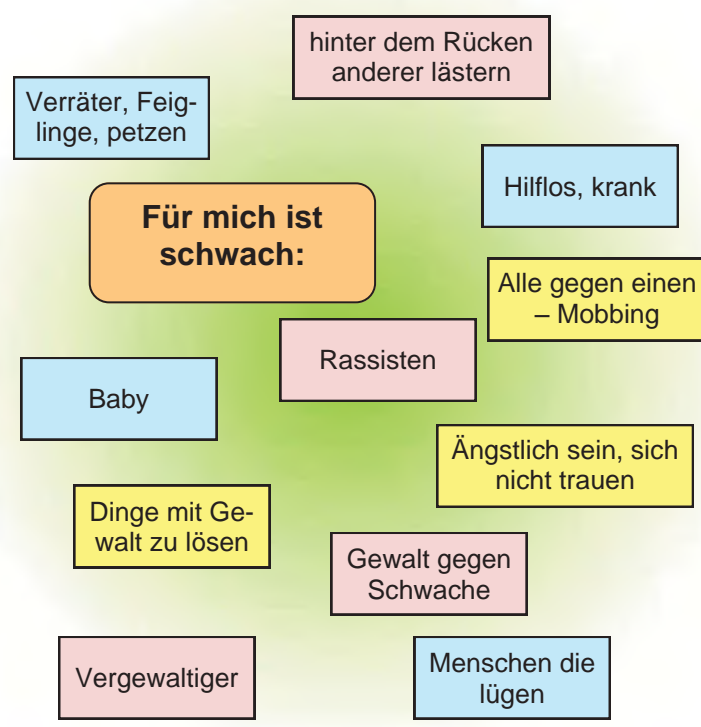 hinter dem Rücken
anderer lästern
Verräter, Feig-
linge, petzen
Hilflos, krank
Für mich ist
schwach:
Alle gegen einen
– Mobbing
Rassisten
Baby
Ängstlich sein, sich
nicht trauen
Dinge mit Ge-
walt zu lösen
Gewalt gegen
Schwache
Vergewaltiger
Menschen die
lügen